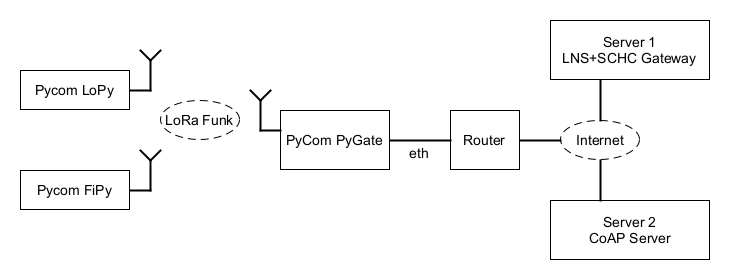 Pycom LoPy
LoRa Funk
Pycom FiPy
PyCom PyGate
eth
Router
Internet
Server 1
LNS+SCHC Gateway
Server 2
CoAP Server